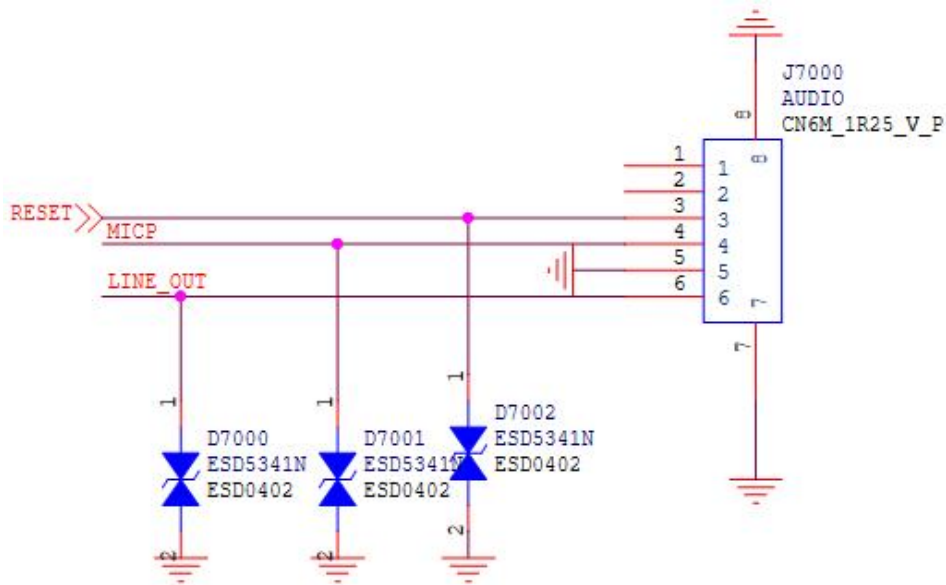 J7000
AUDIO
CN6M_1R25_V_P
8
8
1
1
2
2
RESET
3
3
MICP
4
4
5
5
LINE_OUT
6
6
7
7
1
1
1
D7000
ESD5341N
ESD0402
D7001
ESD5341N
ESD0402
D7002
ESD5341N
ESD0402
2
2
2